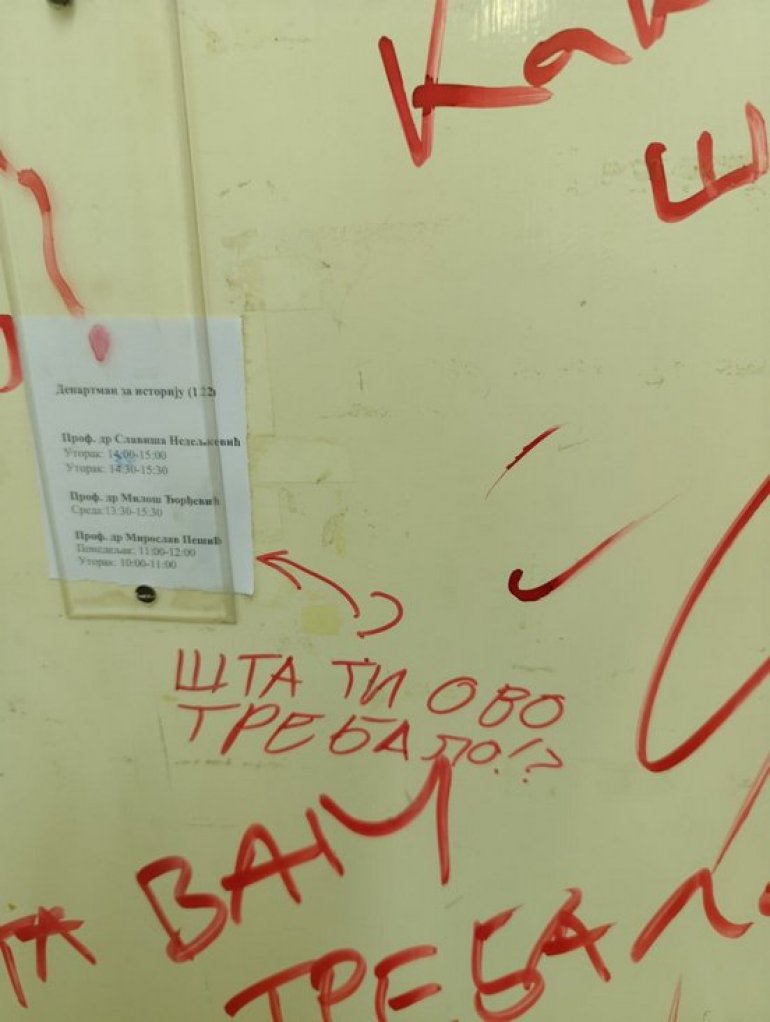 Департман за историју (122)
Проф. др Славиша Недељковић
Уторак: 14:00-15:00
Уторак: 14:30-15:30
Проф. др Милош Ђорђевић
Среда:13:30-15:30
Проф. др Мирослав Пешић
Понедељак: 11:00-12:00
Уторак: 10:00-11:00
ШТА ТИ ОВО
ТРЕБАЛО!?
ТА ВАМ
ТРЕБАЛО